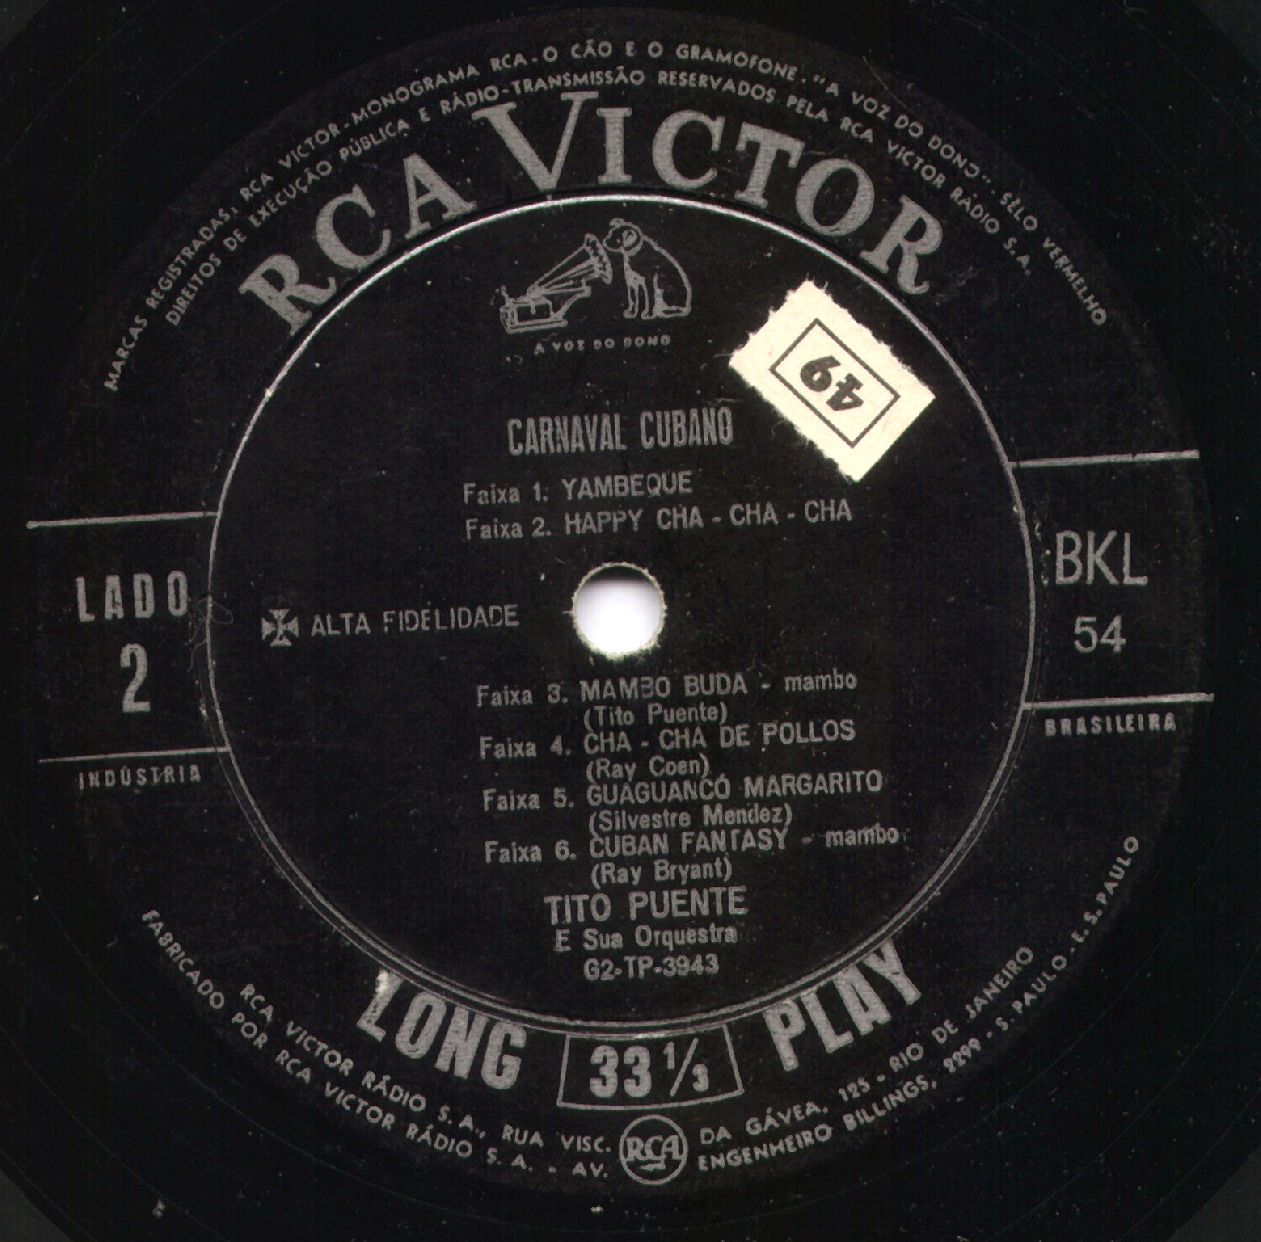 MARCAS REGISTRADAS: RCA VICTOR - MONOGRAMA RCA - O CÃO E O GRAMOFONE. "A VOZ DO DONO". SÊLO VERMELHO
DIREITOS DE EXECUÇÃO PÚBLICA E RÁDIO-TRANSMISSÃO RESERVADOS PELA RCA VICTOR RÁDIO S.A.
RCA VICTOR
A VOZ DO DONO
49
CARNAVAL CUBANO
Faixa 1. YAMBEQUE
Faixa 2. HAPPY CHA - CHA - CHA
LADO
2
INDÚSTRIA
ALTA FIDELIDADE
BKL
54
BRASILEIRA
Faixa 3. MAMBO BUDA - mambo
(Tito Puente)
Faixa 4. CHA - CHA DE POLLOS
(Ray Coen)
Faixa 5. GUAGUANCÓ MARGARITO
(Silvestre Mendez)
Faixa 6. CUBAN FANTASY - mambo
(Ray Bryant)
TITO PUENTE
E Sua Orquestra
G2-TP-3943
LONG 33 1/3 PLAY
RCA VICTOR RÁDIO S.A., RUA VISC. DA GÁVEA, 125 - RIO DE JANEIRO
FABRICADO POR RCA VICTOR RÁDIO S.A. - AV. ENGENHEIRO BILLINGS, 2299 - S. PAULO - E. S. PAULO
RCA